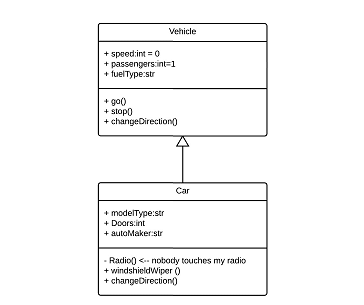 Vehicle
+ speed:int = 0
+ passengers:int=1
+ fuelType:str
+ go()
+ stop()
+ changeDirection()
Car
+ modelType:str
+ Doors:int
+ autoMaker:str
- Radio() <-- nobody touches my radio
+ windshieldWiper ()
+ changeDirection()